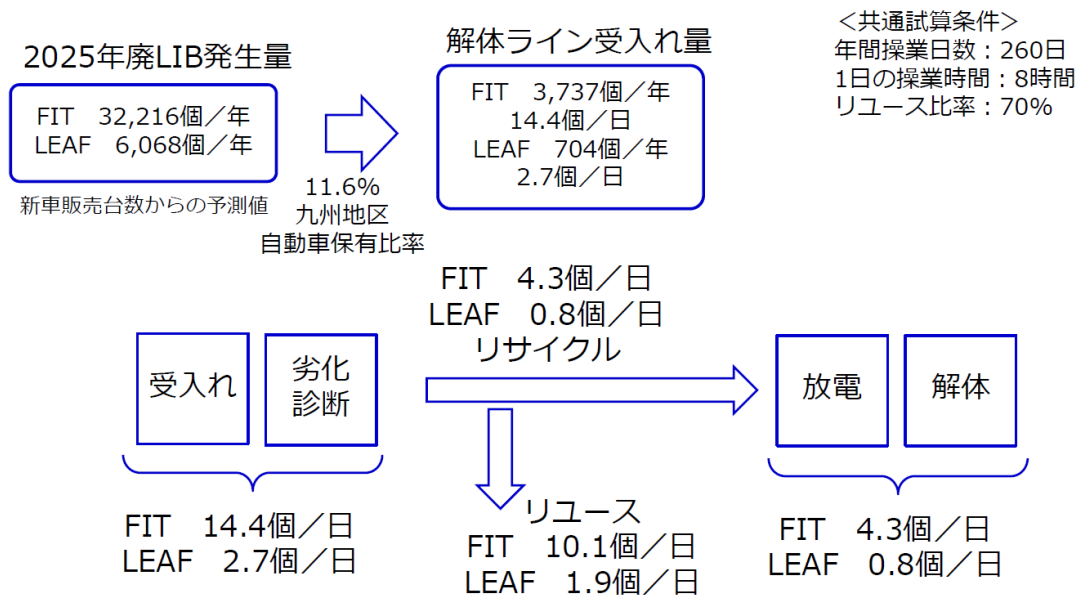 2025年廃LIB発生量
FIT 32,216個／年
LEAF 6,068個／年
新車販売台数からの予測値
11.6%
九州地区
自動車保有比率
解体ライン受入れ量
FIT 3,737個／年
14.4個／日
LEAF 704個／年
2.7個／日
＜共通試算条件＞
年間操業日数：260日
1日の操業時間：8時間
リユース比率：70%
FIT 4.3個／日
LEAF 0.8個／日
リサイクル
受入れ
劣化
診断
放電
解体
FIT 14.4個／日
LEAF 2.7個／日
リユース
FIT 10.1個／日
LEAF 1.9個／日
FIT 4.3個／日
LEAF 0.8個／日